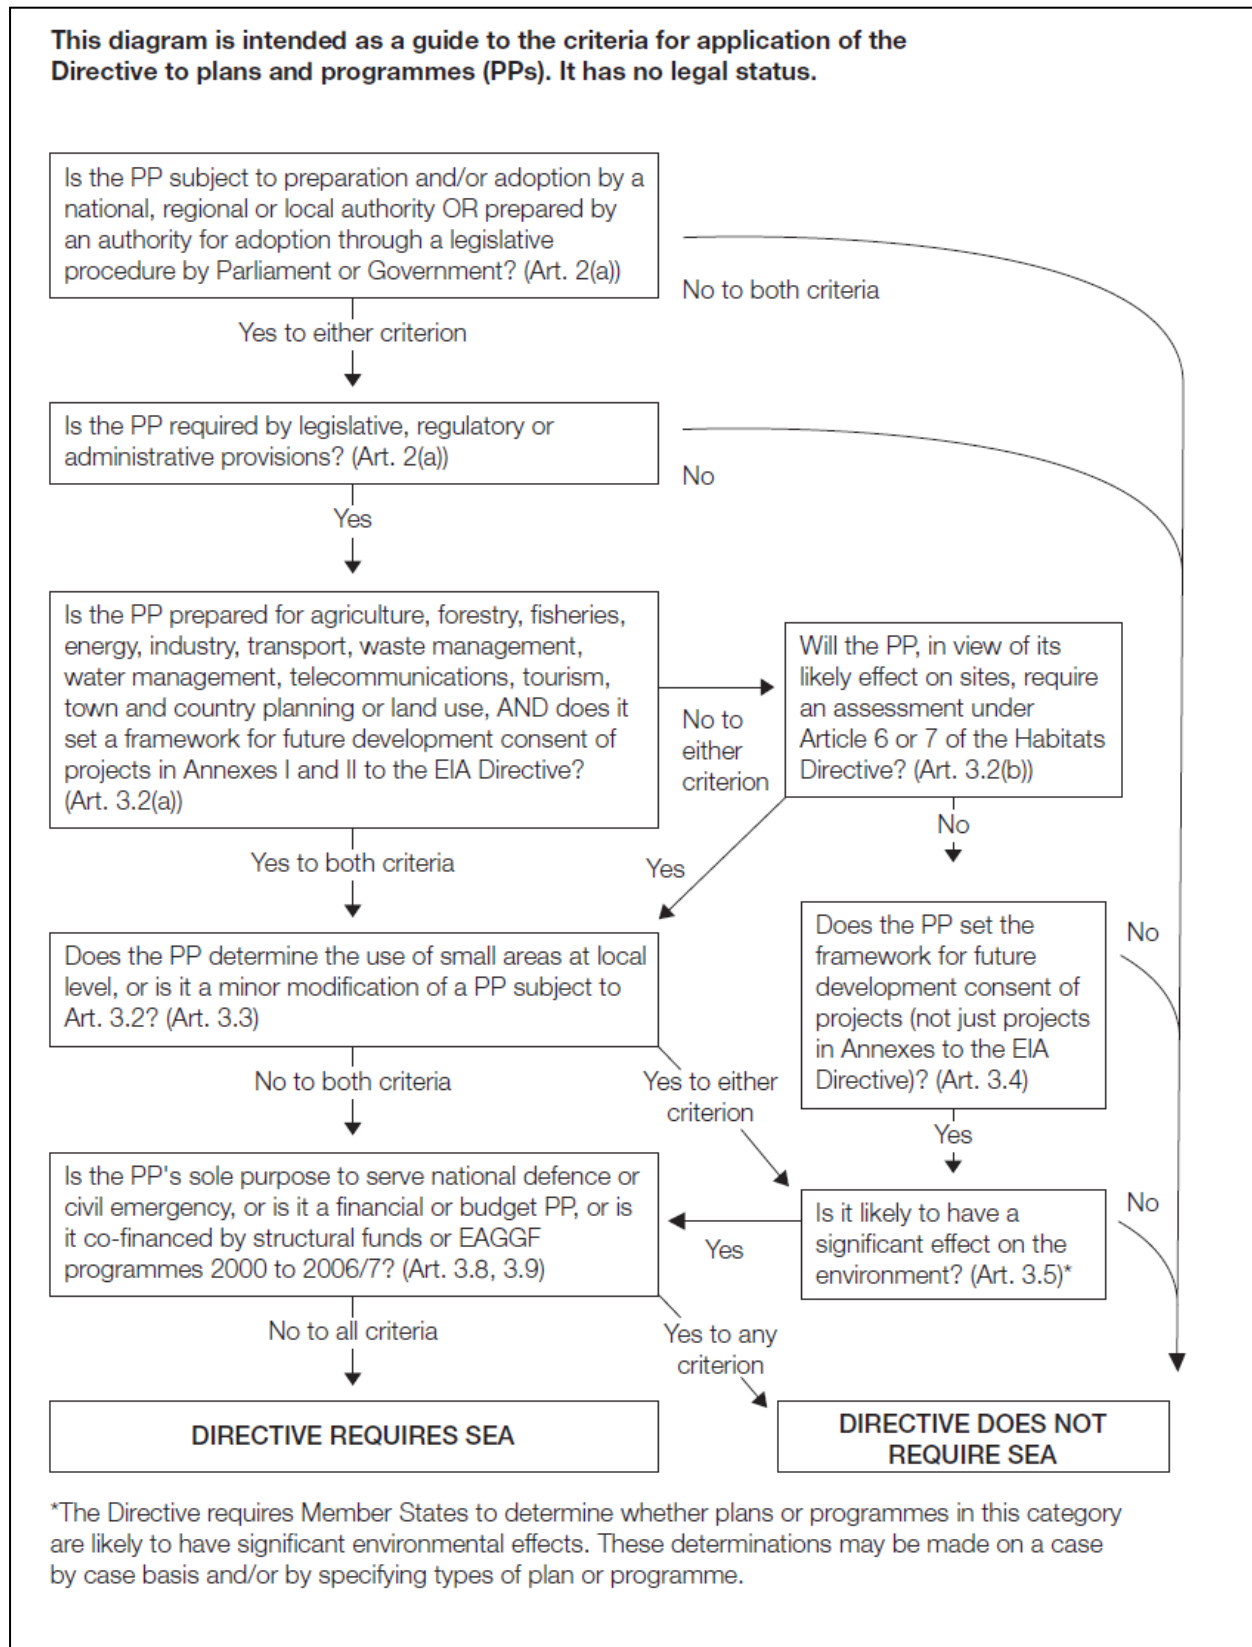 This diagram is intended as a guide to the criteria for application of the
Directive to plans and programmes (PPs). It has no legal status.
Is the PP subject to preparation and/or adoption by a
national, regional or local authority OR prepared by
an authority for adoption through a legislative
procedure by Parliament or Government? (Art. 2(a))
No to both criteria
Yes to either criterion
Is the PP required by legislative, regulatory or
administrative provisions? (Art. 2(a))
No
Yes
Is the PP prepared for agriculture, forestry, fisheries,
energy, industry, transport, waste management,
water management, telecommunications, tourism,
town and country planning or land use, AND does it
set a framework for future development consent of
projects in Annexes I and II to the EIA Directive?
(Art. 3.2(a))
No to
either
criterion
Will the PP, in view of its
likely effect on sites, require
an assessment under
Article 6 or 7 of the Habitats
Directive? (Art. 3.2(b))
Yes to both criteria
Yes
No
Does the PP determine the use of small areas at local
level, or is it a minor modification of a PP subject to
Art. 3.2? (Art. 3.3)
Does the PP set the
framework for future
development consent of
projects (not just projects
in Annexes to the EIA
Directive)? (Art. 3.4)
No
No to both criteria
Yes to either
criterion
Yes
Is the PP's sole purpose to serve national defence or
civil emergency, or is it a financial or budget PP, or is
it co-financed by structural funds or EAGGF
programmes 2000 to 2006/7? (Art. 3.8, 3.9)
Yes
Is it likely to have a
significant effect on the
environment? (Art. 3.5)*
No
No to all criteria
Yes to any
criterion
DIRECTIVE REQUIRES SEA
DIRECTIVE DOES NOT
REQUIRE SEA
*The Directive requires Member States to determine whether plans or programmes in this category
are likely to have significant environmental effects. These determinations may be made on a case
by case basis and/or by specifying types of plan or programme.